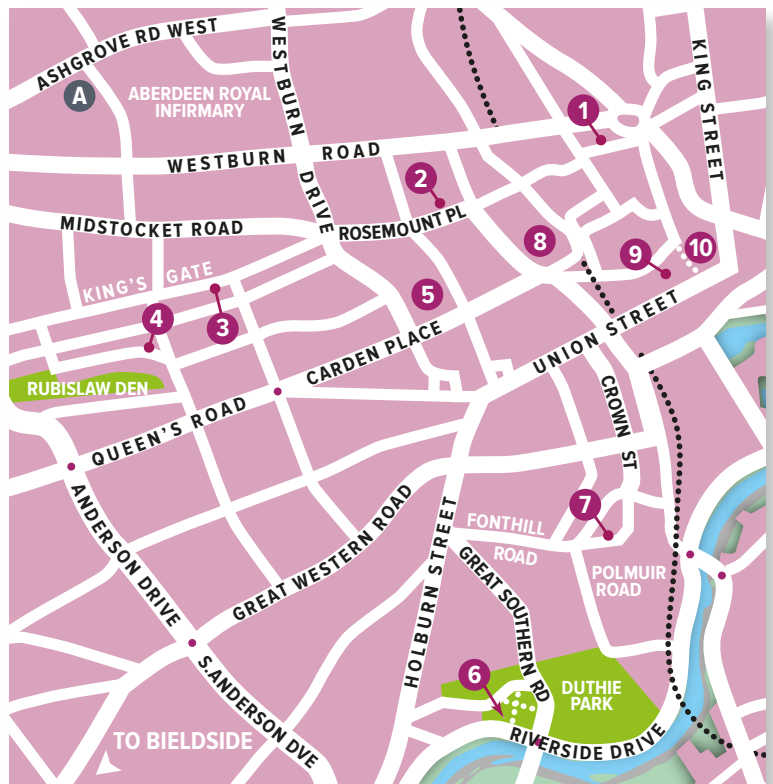 ASHGROVE RD WEST
A
ABERDEEN ROYAL
INFIRMARY
WESTBURN DRIVE
KING STREET
1
WESTBURN ROAD
2
MIDSTOCKET ROAD
ROSEMOUNT PL
8
9
10
KING'S GATE
5
3
4
UNION STREET
CARDEN PLACE
RUBISLAW DEN
CROWN ST
QUEEN'S ROAD
ANDERSON DRIVE
GREAT WESTERN ROAD
HOLBURN STREET
7
FONTHILL
ROAD
GREAT SOUTHERN RD
POLMUIR
ROAD
S.ANDERSON DVE
6
DUTHIE
PARK
RIVERSIDE DRIVE
TO BIELDSIDE